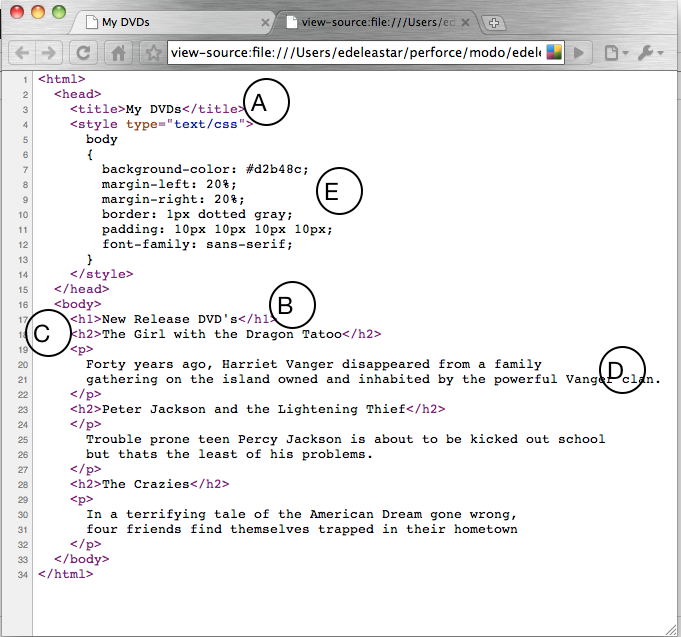 My DVDs
view-source:file:///Users/ed
view-source:file:///Users/edeleastar/perforce/modo/edel
1 <html>
2 <head>
3 <title>My DVDs</title>
A
4 <style type="text/css">
5 body
6 {
7 background-color: #d2b48c;
8 margin-left: 20%;
E
9 margin-right: 20%;
10 border: 1px dotted gray;
11 padding: 10px 10px 10px 10px;
12 font-family: sans-serif;
13 }
14 </style>
15 </head>
16 <body>
B
17 <h1>New Release DVD's</h1>
C
18 <h2>The Girl with the Dragon Tatoo</h2>
19 <p>
20 Forty years ago, Harriet Vanger disappeared from a family
D
21 gathering on the island owned and inhabited by the powerful Vanger clan.
22 </p>
23 <h2>Peter Jackson and the Lightening Thief</h2>
24 </p>
25 Trouble prone teen Percy Jackson is about to be kicked out school
26 but thats the least of his problems.
27 </p>
28 <h2>The Crazies</h2>
29 <p>
30 In a terrifying tale of the American Dream gone wrong,
31 four friends find themselves trapped in their hometown
32 </p>
33 </body>
34 </html>